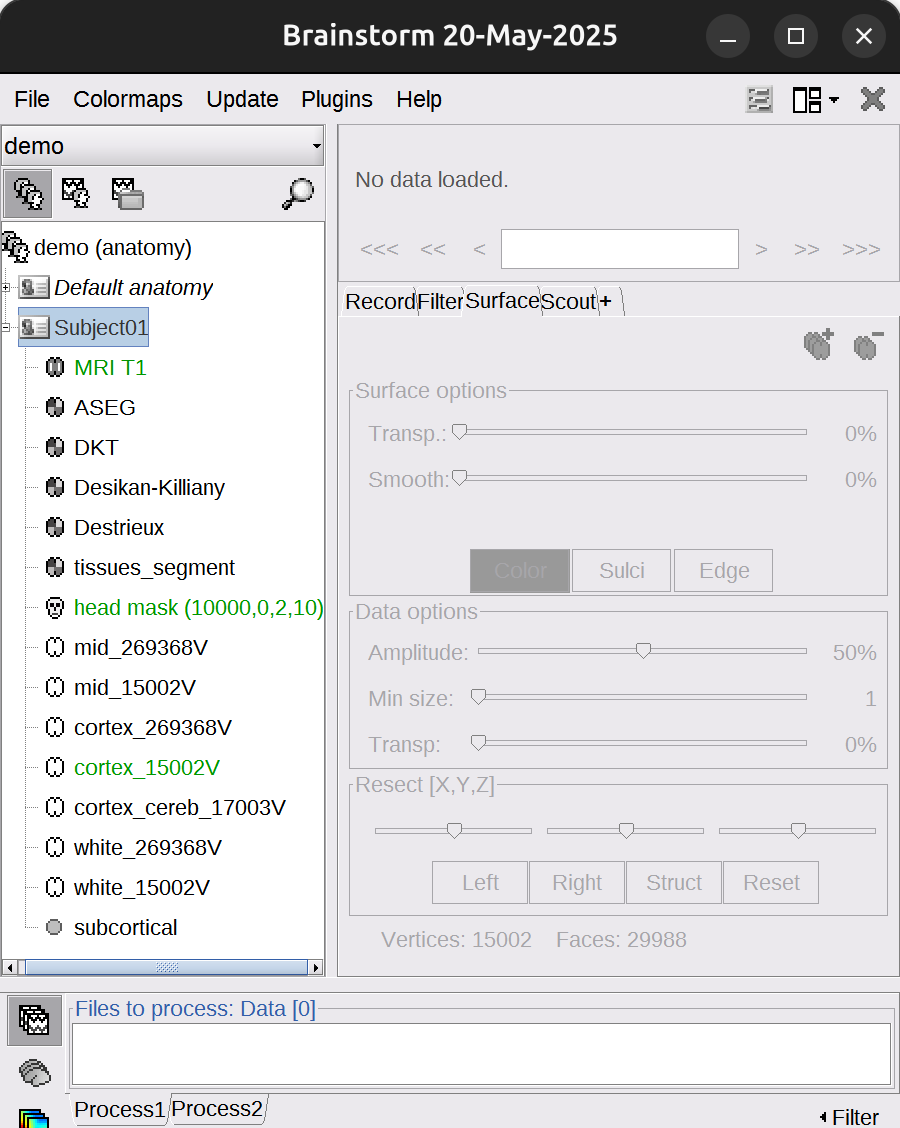 Brainstorm 20-May-2025
File Colormaps Update Plugins Help
demo
No data loaded.
<<< << < > >> >>>
demo (anatomy)
Default anatomy
Subject01
MRI T1
ASEG
DKT
Desikan-Killiany
Destrieux
tissues_segment
head mask (10000,0,2,10)
mid_269368V
mid_15002V
cortex_269368V
cortex_15002V
cortex_cereb_17003V
white_269368V
white_15002V
subcortical
Record Filter Surface Scout +
Surface options
Transp.: 0%
Smooth: 0%
Color Sulci Edge
Data options
Amplitude: 50%
Min size: 1
Transp: 0%
Resect [X,Y,Z]
Left Right Struct Reset
Vertices: 15002 Faces: 29988
Files to process: Data [0]
Process1 Process2
Filter